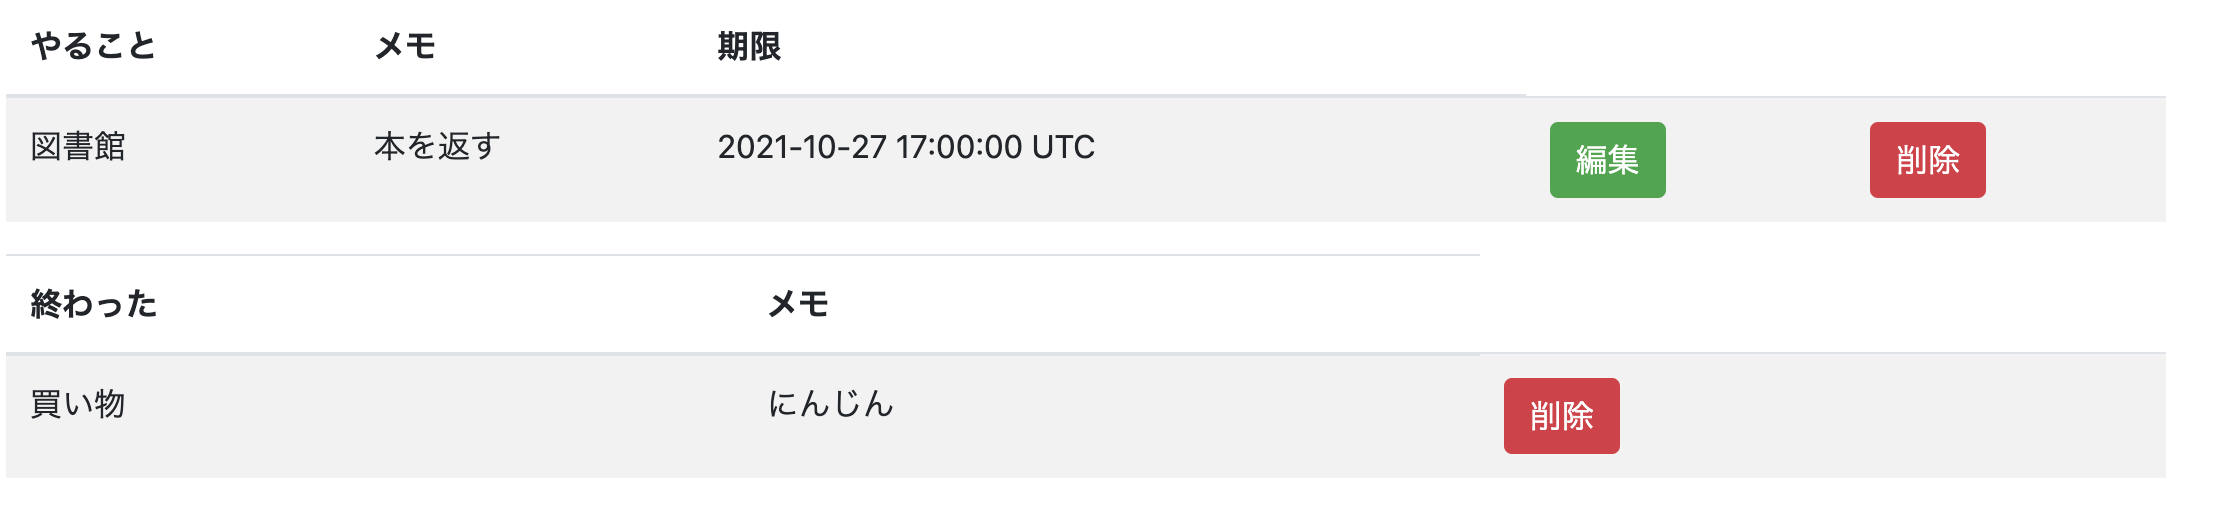 やること メモ 期限
図書館 本を返す 2021-10-27 17:00:00 UTC 編集 削除
終わった メモ
買い物 にんじん 削除